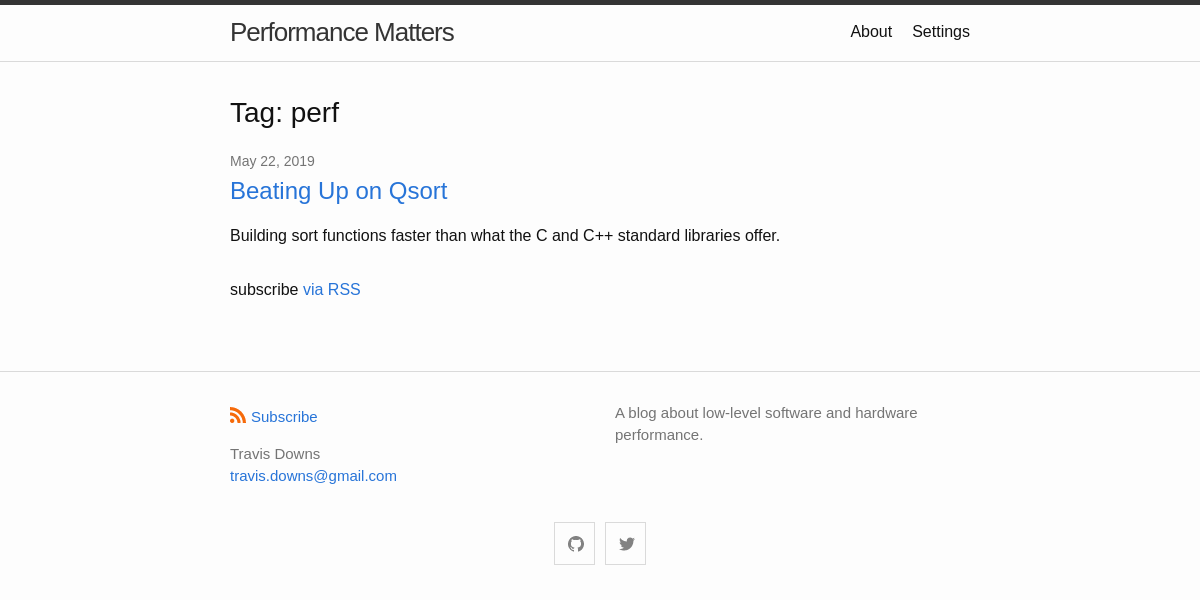 Performance Matters
About Settings
Tag: perf
May 22, 2019
Beating Up on Qsort
Building sort functions faster than what the C and C++ standard libraries offer.
subscribe via RSS
Subscribe
Travis Downs
travis.downs@gmail.com
A blog about low-level software and hardware
performance.